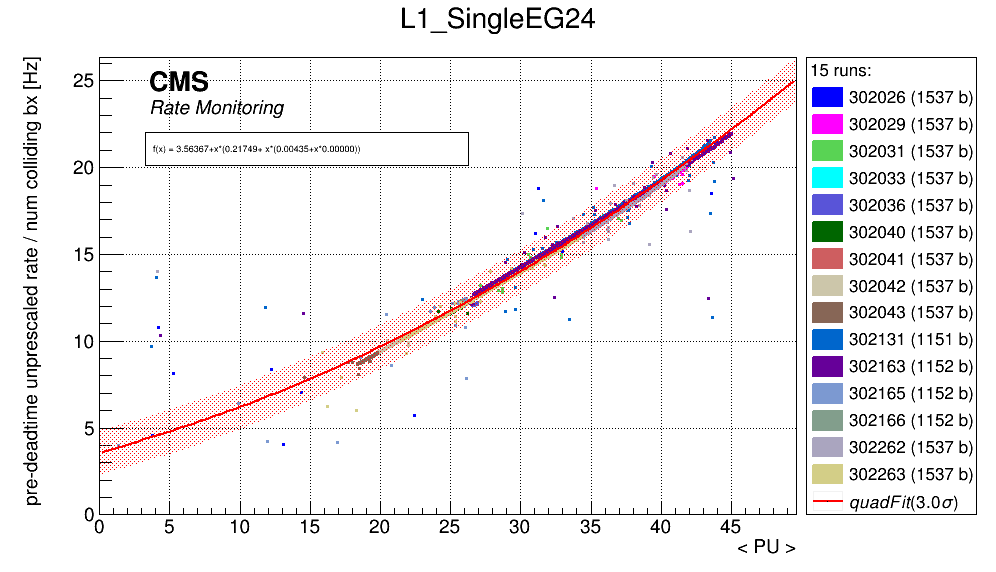 L1_SingleEG24
pre-deadtime unprescaled rate / num colliding bx [Hz]
CMS
Rate Monitoring
f(x) = 3.56367+x*(0.21749+ x*(0.00435+x*0.00000))
25
20
15
10
5
0
0 5 10 15 20 25 30 35 40 45
< PU >
15 runs:
302026 (1537 b)
302029 (1537 b)
302031 (1537 b)
302033 (1537 b)
302036 (1537 b)
302040 (1537 b)
302041 (1537 b)
302042 (1537 b)
302043 (1537 b)
302131 (1151 b)
302163 (1152 b)
302165 (1152 b)
302166 (1152 b)
302262 (1537 b)
302263 (1537 b)
quadFit(3.0σ)